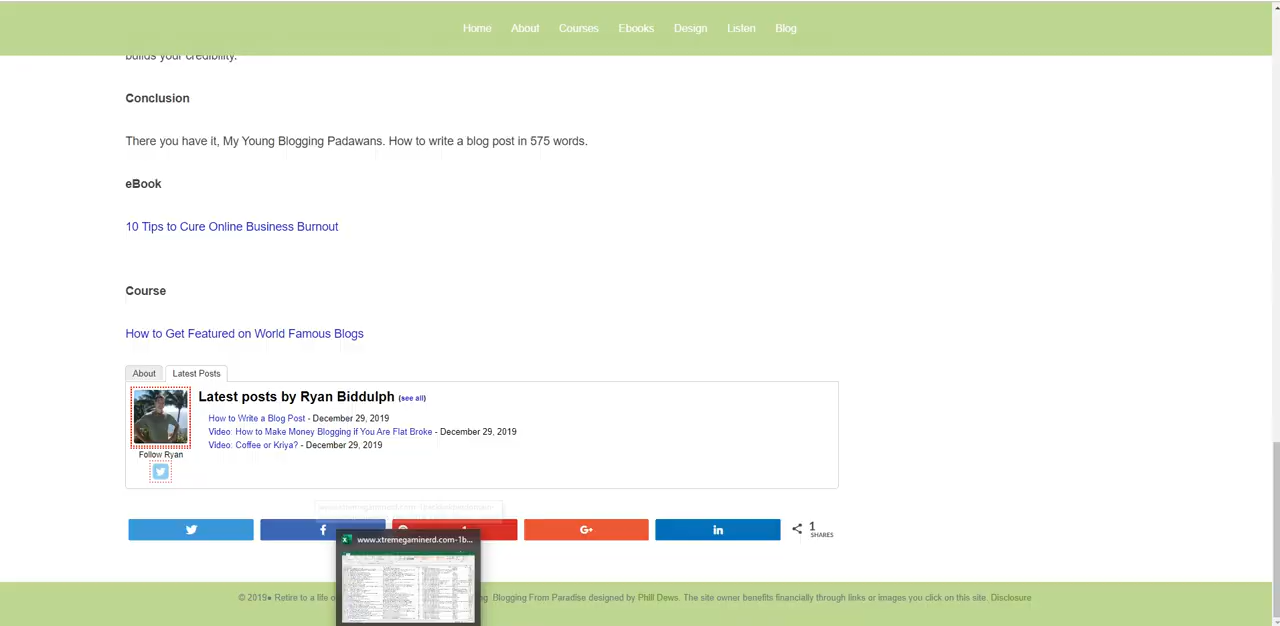 Home About Courses Ebooks Design Listen Blog
builds your credibility.
Conclusion
There you have it, My Young Blogging Padawans. How to write a blog post in 575 words.
eBook
10 Tips to Cure Online Business Burnout
Course
How to Get Featured on World Famous Blogs
About Latest Posts
Latest posts by Ryan Biddulph (see all)
How to Write a Blog Post - December 29, 2019
Video: How to Make Money Blogging if You Are Flat Broke - December 29, 2019
Video: Coffee or Kriya? - December 29, 2019
Follow Ryan
G+ in 1 SHARES
www.xtremegaminerd.com-1b...
© 2019● Retire to a life o
Blogging From Paradise designed by Phill Dews. The site owner benefits financially through links or images you click on this site. Disclosure